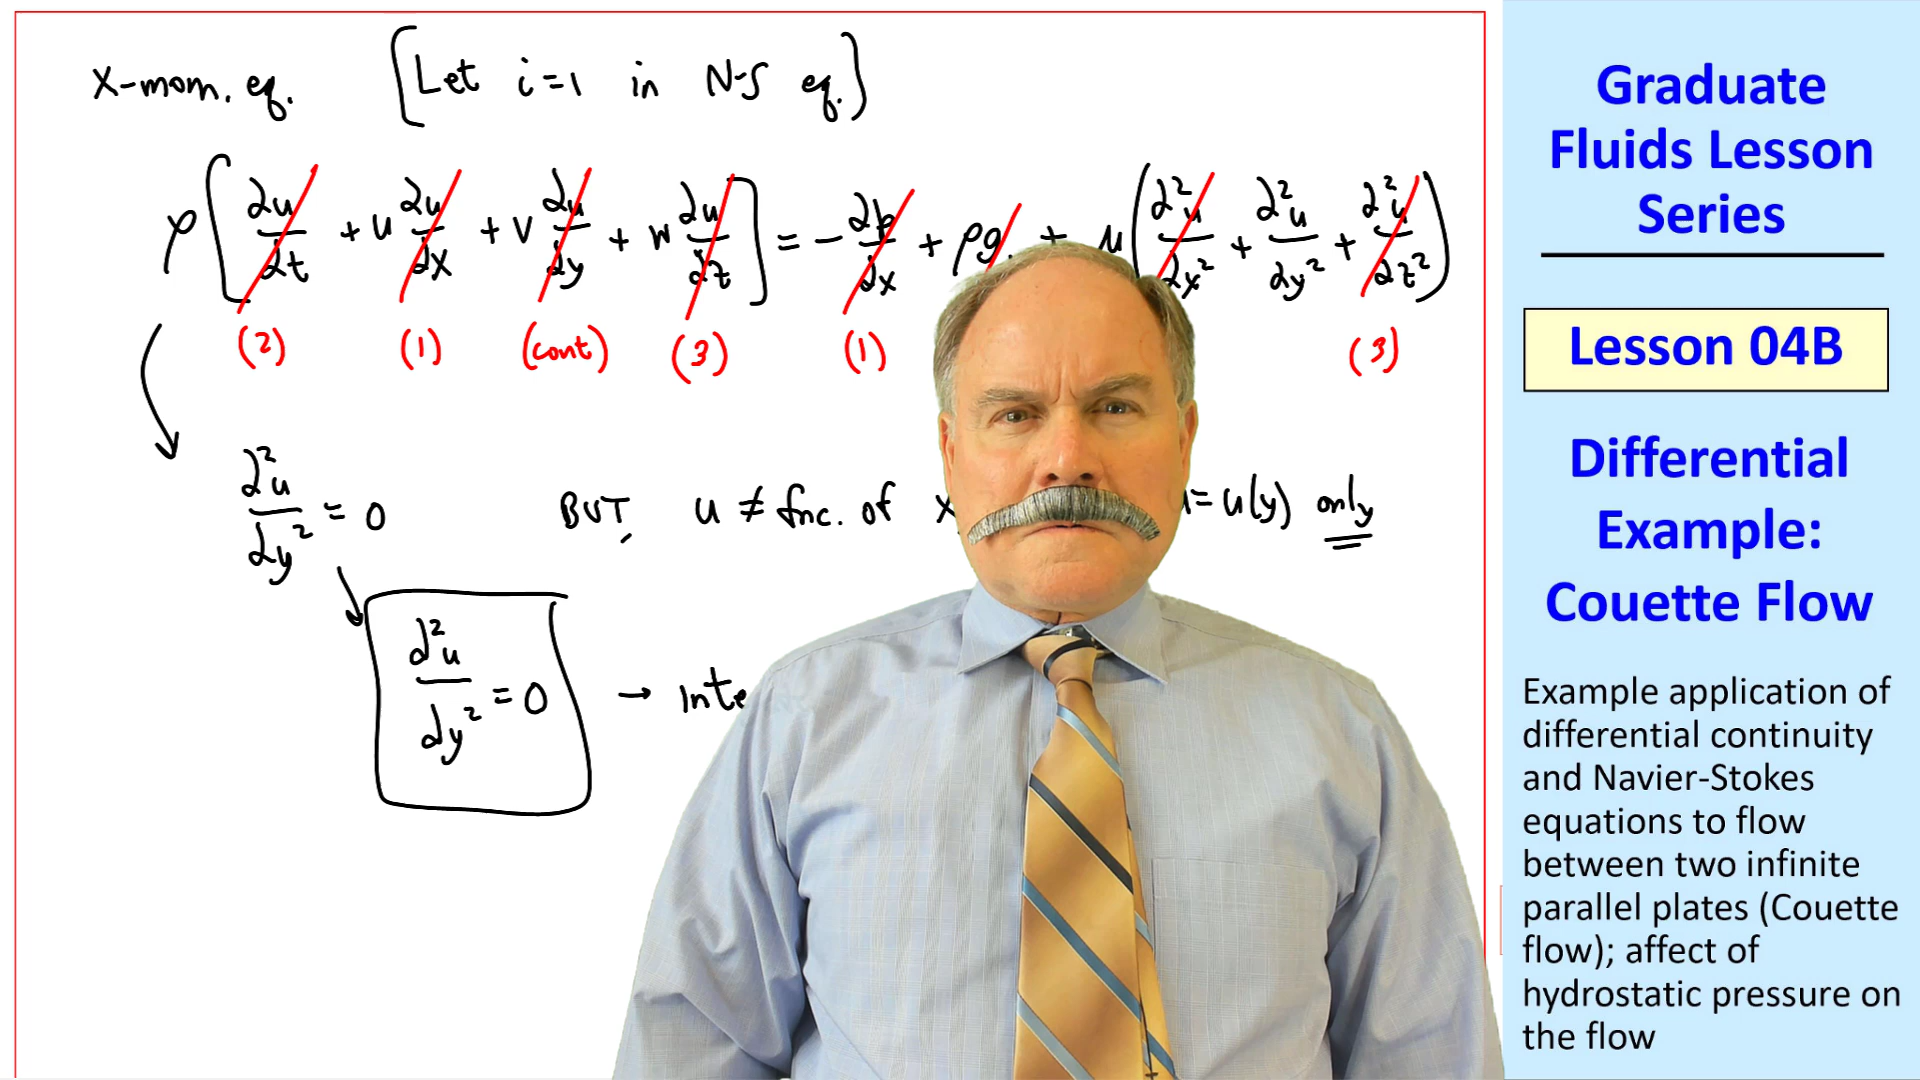 x-mom. eq. [Let i=1 in N-S eq.]
ρ[∂u/∂t + u ∂u/∂x + v ∂u/∂y + w ∂u/∂z] = -∂p/∂x + ρg + μ(∂²u/∂x² + ∂²u/∂y² + ∂²u/∂z²)
(2) (1) (cont) (3) (1) (3)
∂²u/∂y² = 0 BUT, u ≠ fnc. of x = u(y) only
d²u/dy² = 0 →
Graduate
Fluids Lesson
Series
Lesson 04B
Differential
Example:
Couette Flow
Example application of
differential continuity
and Navier-Stokes
equations to flow
between two infinite
parallel plates (Couette
flow); affect of
hydrostatic pressure on
the flow